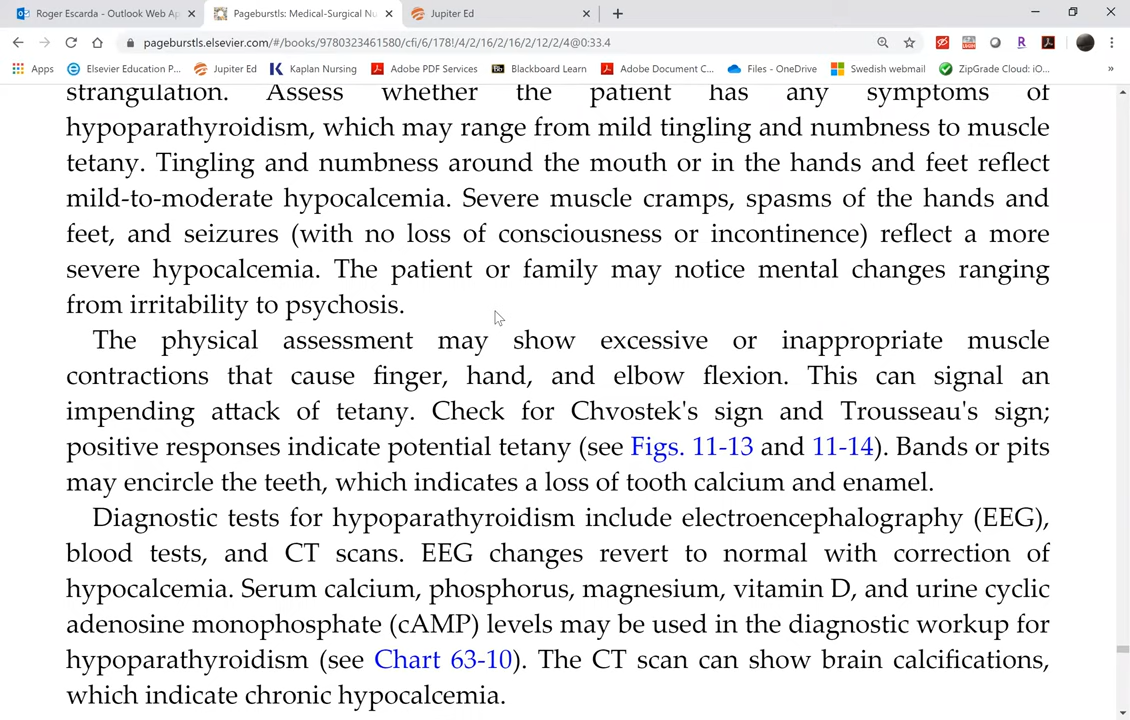 Roger Escarda - Outlook Web Ap
Pageburstls: Medical-Surgical Nu
Jupiter Ed
pageburstls.elsevier.com/#/books/9780323461580/cfi/6/178!/4/2/16/2/16/2/12/2/4@0:33.4
Apps
Elsevier Education P...
Jupiter Ed
Kaplan Nursing
Adobe PDF Services
Blackboard Learn
Adobe Document C...
Files - OneDrive
Swedish webmail
ZipGrade Cloud: iO...
strangulation. Assess whether the patient has any symptoms of
hypoparathyroidism, which may range from mild tingling and numbness to muscle
tetany. Tingling and numbness around the mouth or in the hands and feet reflect
mild-to-moderate hypocalcemia. Severe muscle cramps, spasms of the hands and
feet, and seizures (with no loss of consciousness or incontinence) reflect a more
severe hypocalcemia. The patient or family may notice mental changes ranging
from irritability to psychosis.
The physical assessment may show excessive or inappropriate muscle
contractions that cause finger, hand, and elbow flexion. This can signal an
impending attack of tetany. Check for Chvostek's sign and Trousseau's sign;
positive responses indicate potential tetany (see Figs. 11-13 and 11-14). Bands or pits
may encircle the teeth, which indicates a loss of tooth calcium and enamel.
Diagnostic tests for hypoparathyroidism include electroencephalography (EEG),
blood tests, and CT scans. EEG changes revert to normal with correction of
hypocalcemia. Serum calcium, phosphorus, magnesium, vitamin D, and urine cyclic
adenosine monophosphate (cAMP) levels may be used in the diagnostic workup for
hypoparathyroidism (see Chart 63-10). The CT scan can show brain calcifications,
which indicate chronic hypocalcemia.